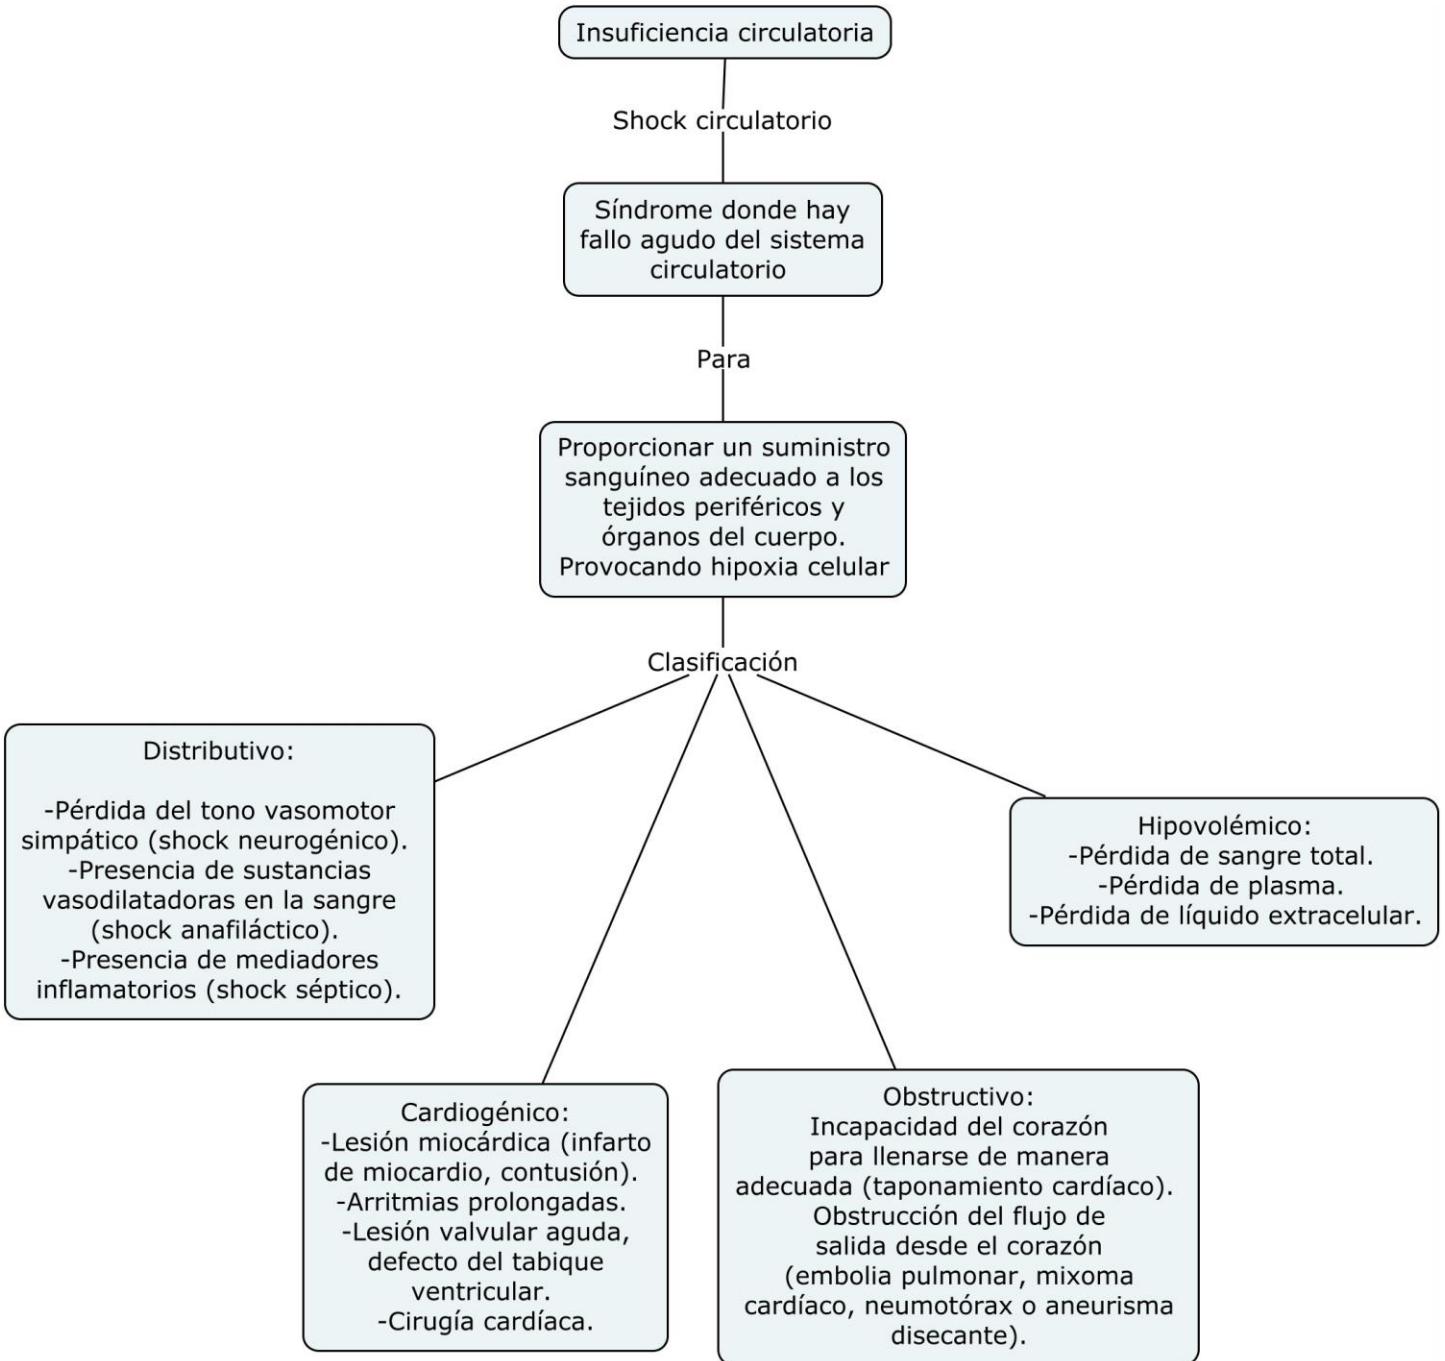 Insuficiencia circulatoria
Shock circulatorio
Síndrome donde hay
fallo agudo del sistema
circulatorio
Para
Proporcionar un suministro
sanguíneo adecuado a los
tejidos periféricos y
órganos del cuerpo.
Provocando hipoxia celular
Clasificación
Distributivo:
-Pérdida del tono vasomotor
simpático (shock neurogénico).
-Presencia de sustancias
vasodilatadoras en la sangre
(shock anafiláctico).
-Presencia de mediadores
inflamatorios (shock séptico).
Cardiogénico:
-Lesión miocárdica (infarto
de miocardio, contusión).
-Arritmias prolongadas.
-Lesión valvular aguda,
defecto del tabique
ventricular.
-Cirugía cardíaca.
Obstructivo:
Incapacidad del corazón
para llenarse de manera
adecuada (taponamiento cardíaco).
Obstrucción del flujo de
salida desde el corazón
(embolia pulmonar, mixoma
cardíaco, neumotórax o aneurisma
disecante).
Hipovolémico:
-Pérdida de sangre total.
-Pérdida de plasma.
-Pérdida de líquido extracelular.